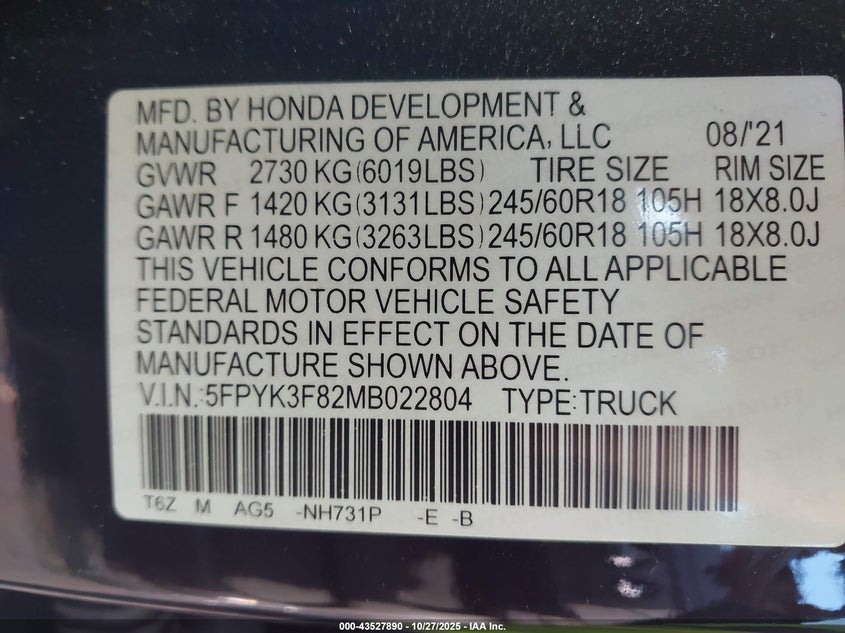 MFD. BY HONDA DEVELOPMENT &
MANUFACTURING OF AMERICA, LLC 08/'21
GVWR 2730 KG(6019LBS) TIRE SIZE RIM SIZE
GAWR F 1420 KG(3131LBS) 245/60R18 105H 18X8.0J
GAWR R 1480 KG(3263LBS) 245/60R18 105H 18X8.0J
THIS VEHICLE CONFORMS TO ALL APPLICABLE
FEDERAL MOTOR VEHICLE SAFETY
STANDARDS IN EFFECT ON THE DATE OF
MANUFACTURE SHOWN ABOVE.
V.I.N.:5FPYK3F82MB022804 TYPE:TRUCK
T6Z M AG5 -NH731P -E -B
000-43527890 - 10/27/2025 - IAA Inc.